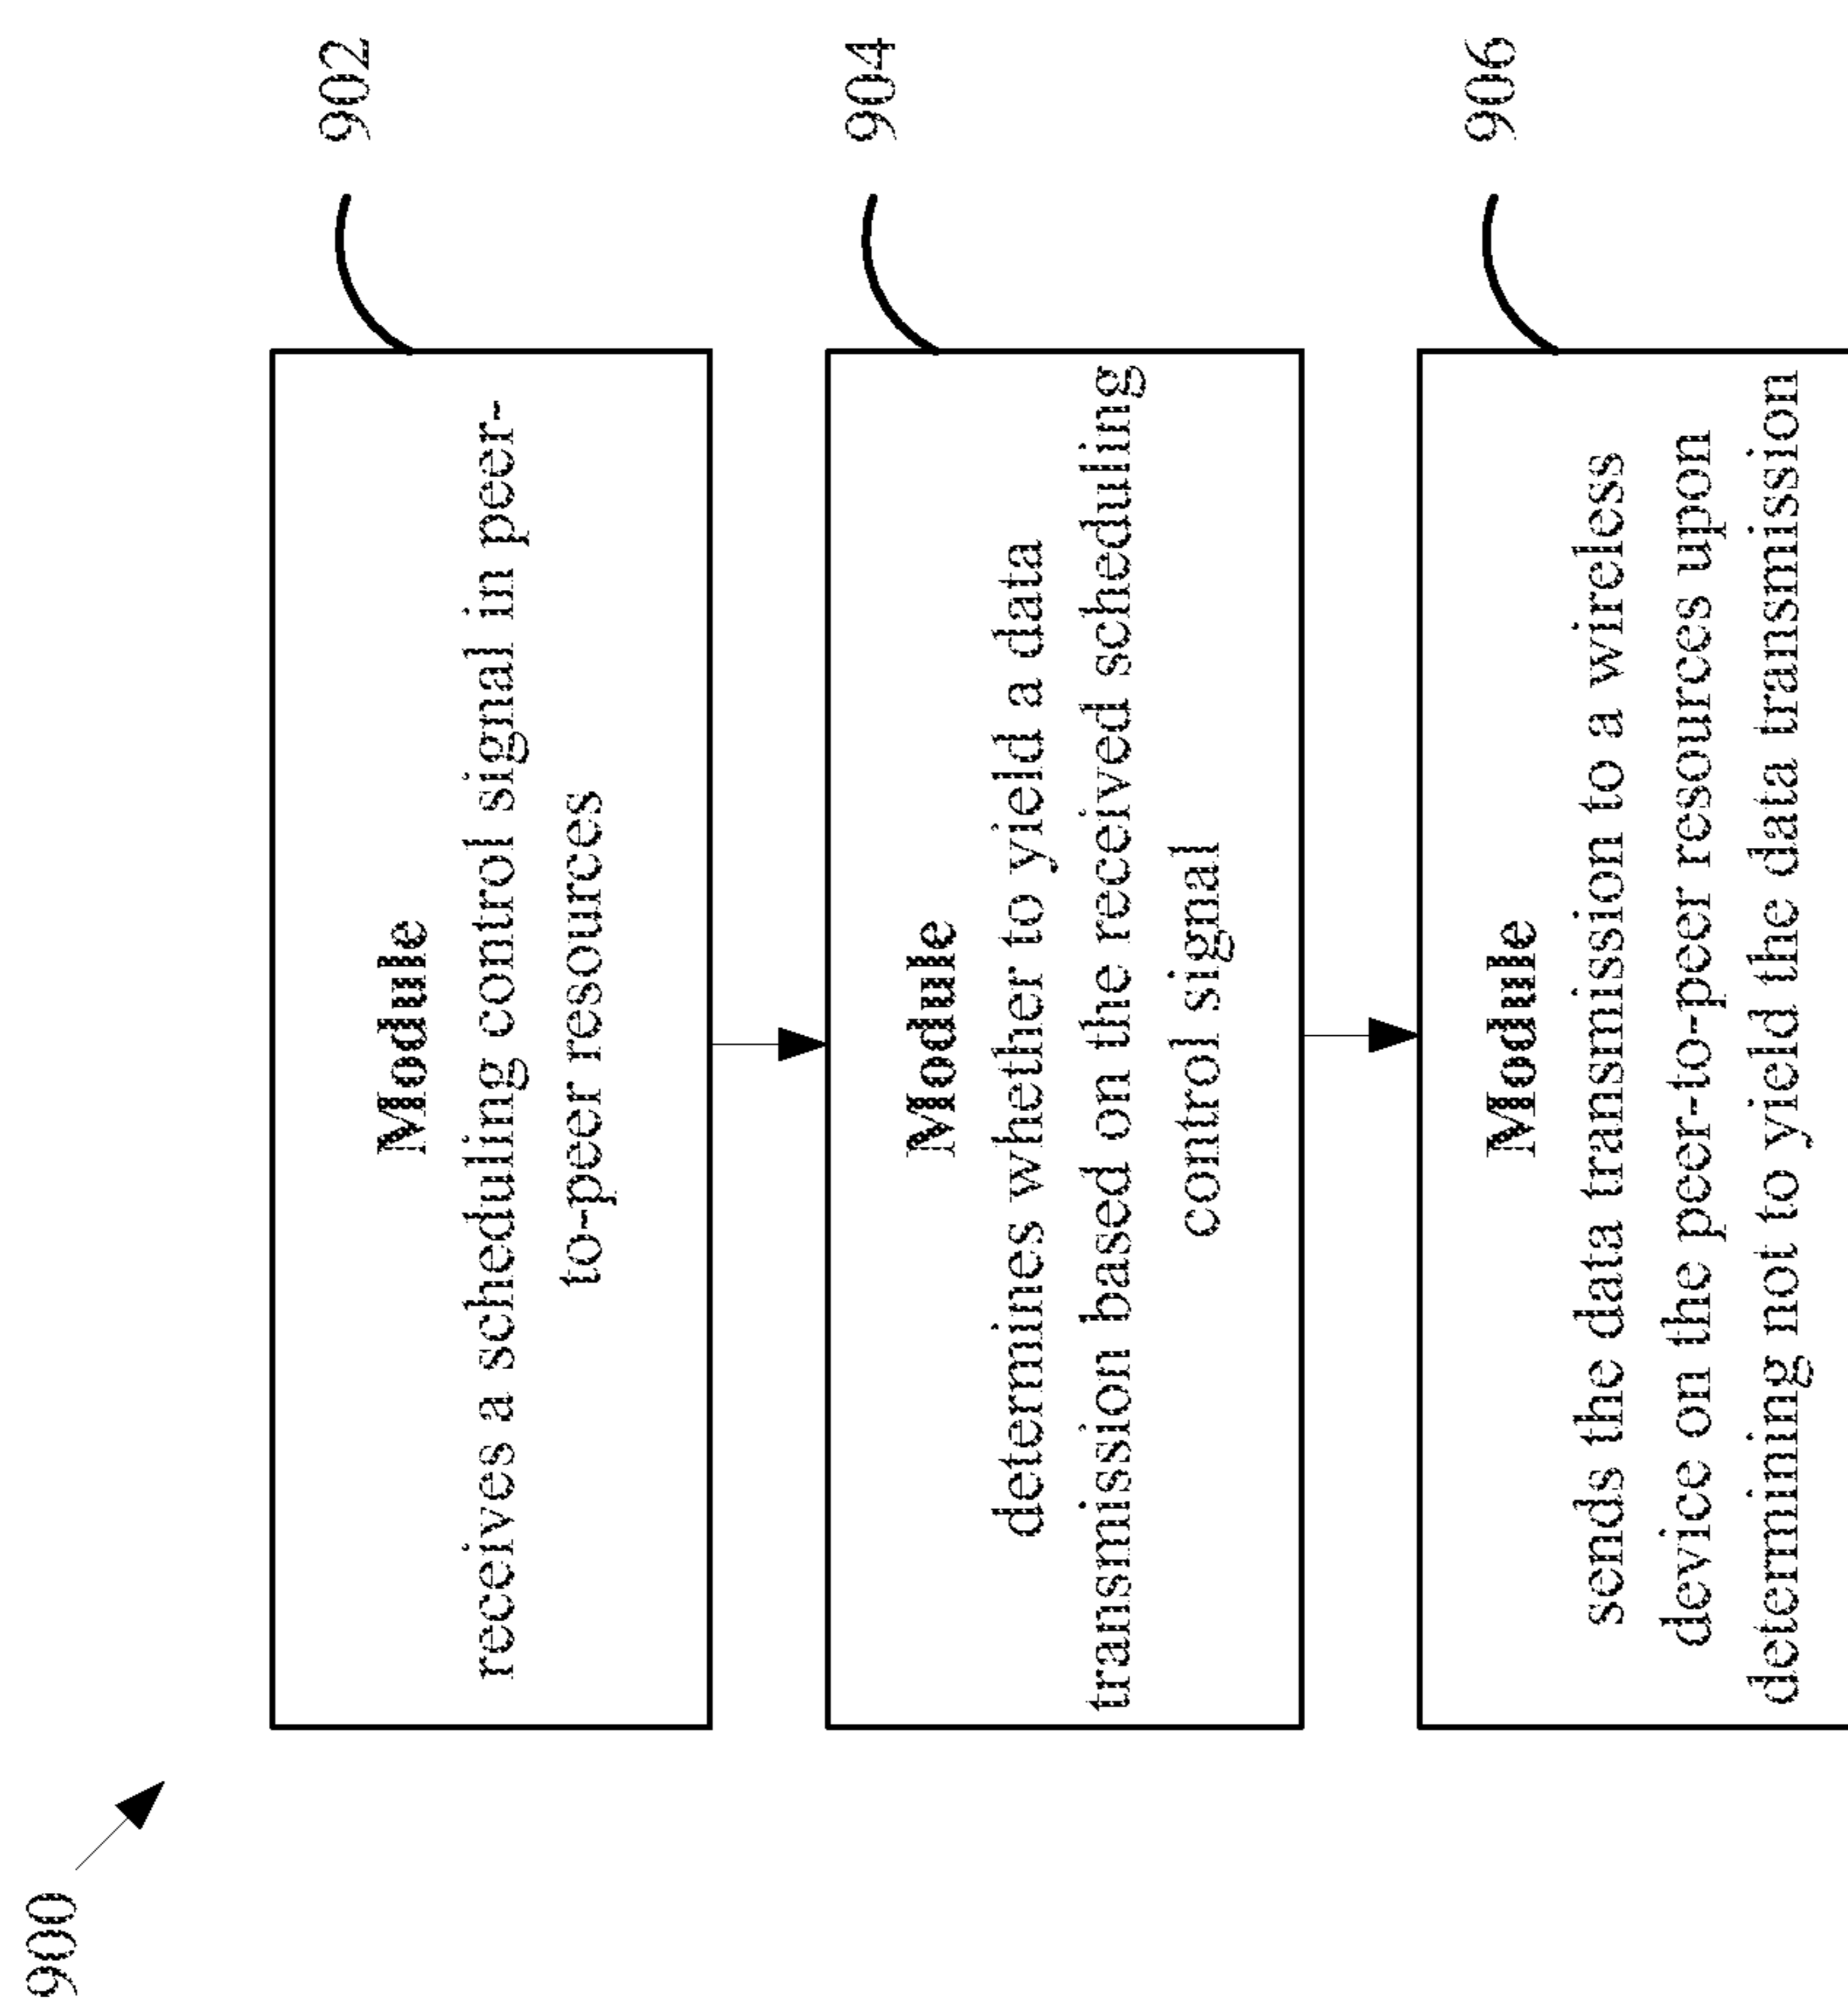 900
902
Module
receives a scheduling control signal in peer-
to-peer resources
904
Module
determines whether to yield a data
transmission based on the received scheduling
control signal
906
Module
sends the data transmission to a wireless
device on the peer-to-peer resources upon
determining not to yield the data transmission